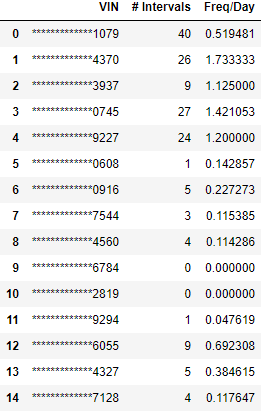 VIN # Intervals Freq/Day
0 *************1079 40 0.519481
1 *************4370 26 1.733333
2 *************3937 9 1.125000
3 *************0745 27 1.421053
4 *************9227 24 1.200000
5 *************0608 1 0.142857
6 *************0916 5 0.227273
7 *************7544 3 0.115385
8 *************4560 4 0.114286
9 *************6784 0 0.000000
10 *************2819 0 0.000000
11 *************9294 1 0.047619
12 *************6055 9 0.692308
13 *************4327 5 0.384615
14 *************7128 4 0.117647